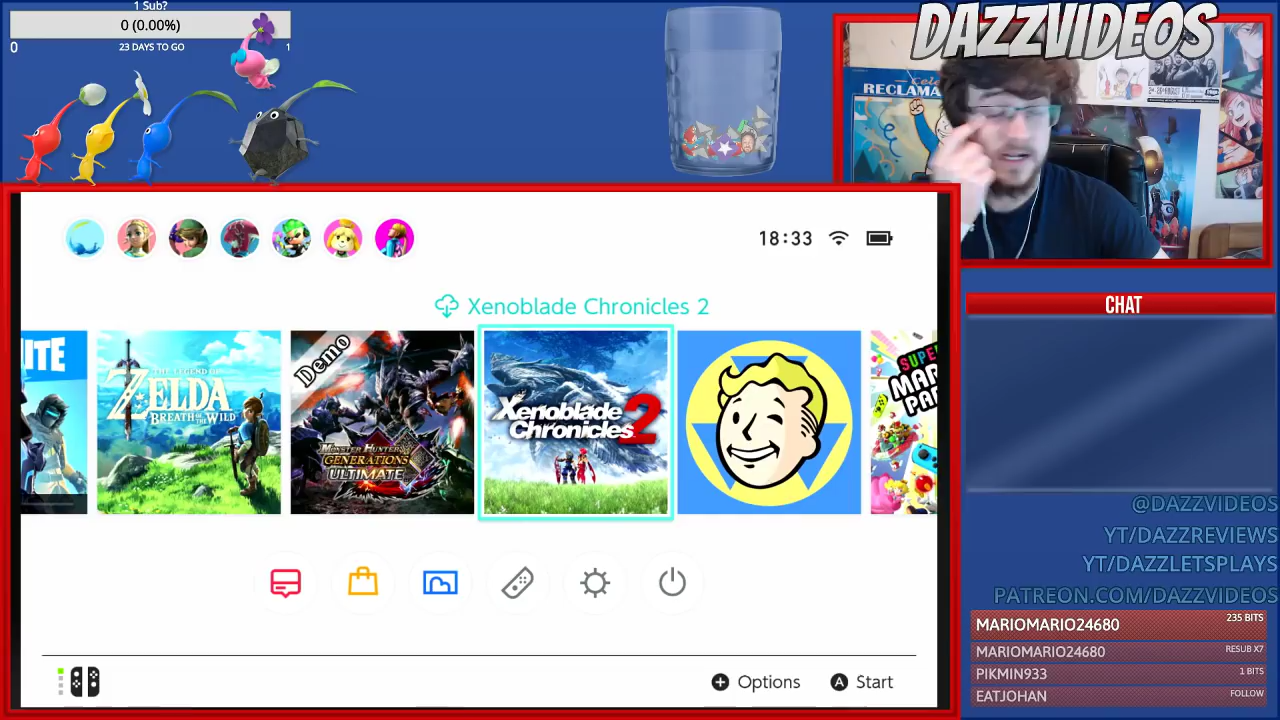 1 Sub?
0 (0.00%)
0
23 DAYS TO GO
1
DAZZVIDEOS
RECLAMA
18:33
Xenoblade Chronicles 2
ITE
THE LEGEND OF
ZELDA
BREATH OF THE WILD
Demo
MONSTER HUNTER
GENERATIONS
ULTIMATE
Xenoblade
Chronicles 2
SUPER
MAR
PAR
Options
Start
CHAT
@DAZZVIDEOS
YT/DAZZREVIEWS
YT/DAZZLETSPLAYS
PATREON.COM/DAZZVIDEOS
MARIOMARIO24680 235 BITS
MARIOMARIO24680 RESUB X7
PIKMIN933 1 BITS
EATJOHAN FOLLOW